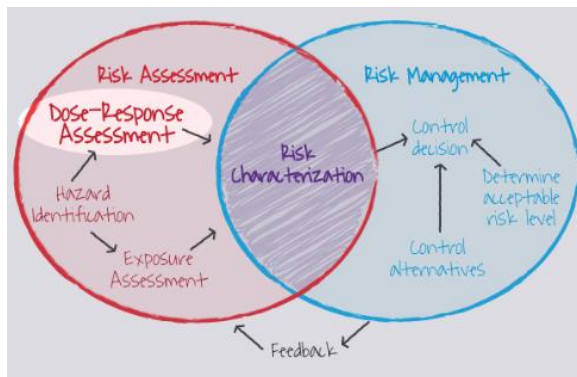 Risk Assessment
Dose-Response
Assessment
Hazard
Identification
Exposure
Assessment
Risk
Characterization
Risk Management
Control
decision
Determine
acceptable
risk level
Control
alternatives
Feedback